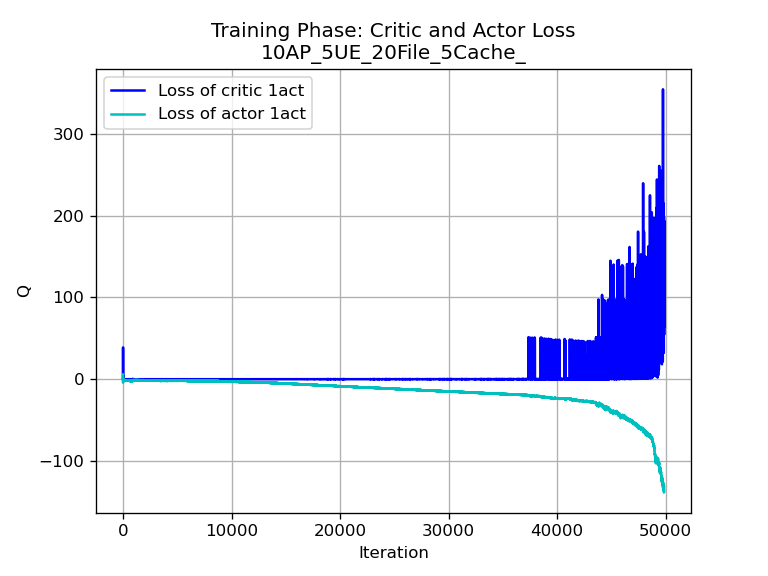 Training Phase: Critic and Actor Loss
10AP_5UE_20File_5Cache_
Loss of critic 1act
Loss of actor 1act
Q
300
200
100
0
−100
0 10000 20000 30000 40000 50000
Iteration